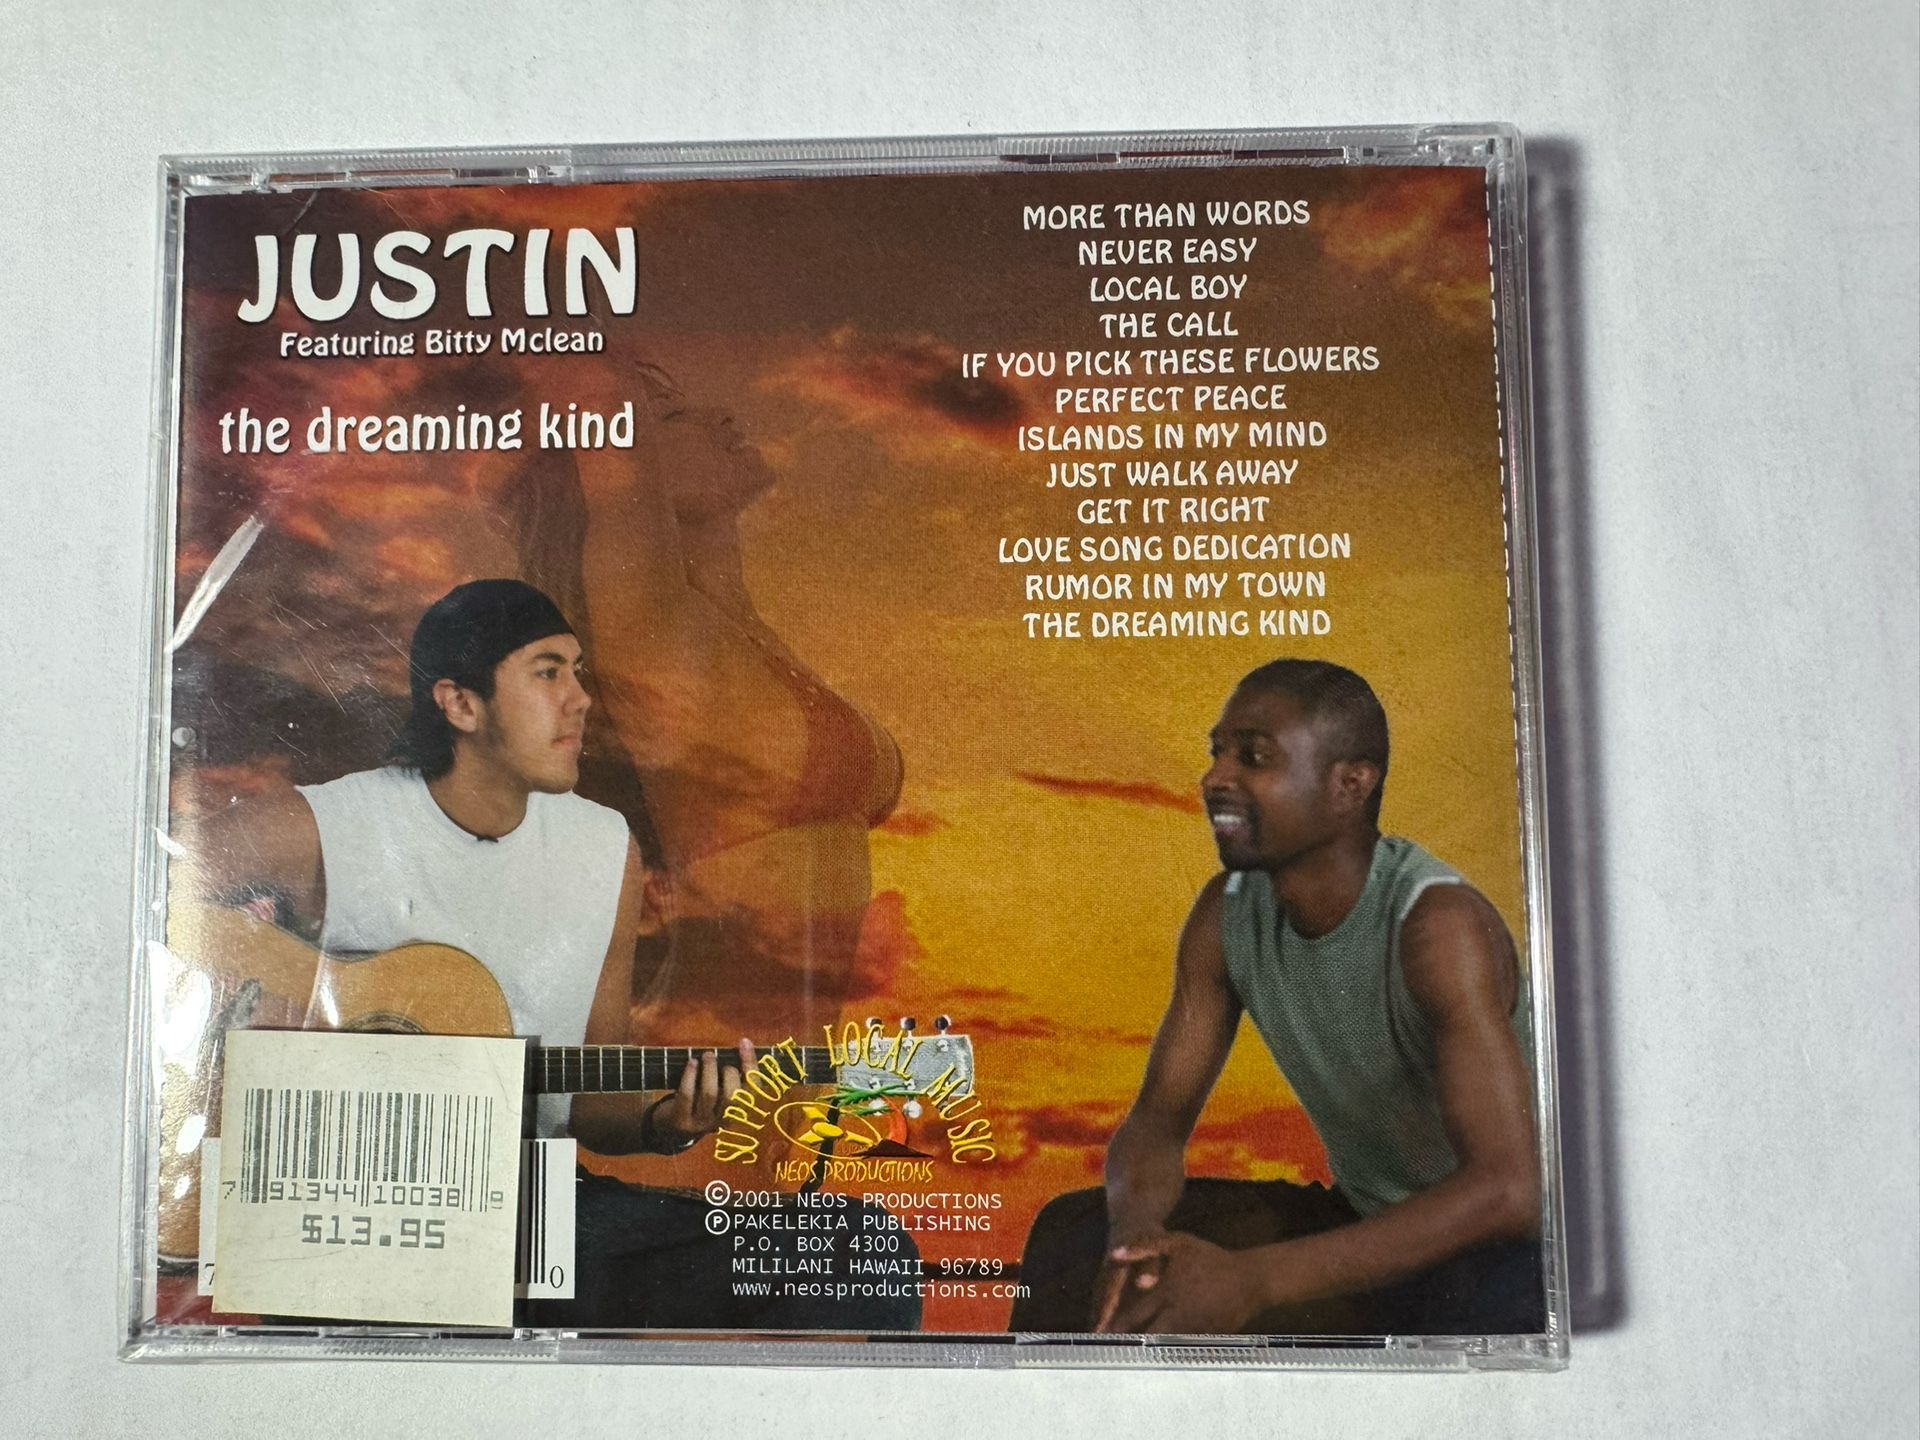 JUSTIN
Featuring Bitty Mclean
the dreaming kind
MORE THAN WORDS
NEVER EASY
LOCAL BOY
THE CALL
IF YOU PICK THESE FLOWERS
PERFECT PEACE
ISLANDS IN MY MIND
JUST WALK AWAY
GET IT RIGHT
LOVE SONG DEDICATION
RUMOR IN MY TOWN
THE DREAMING KIND
SUPPORT LOCAL MUSIC
NEOS PRODUCTIONS
©2001 NEOS PRODUCTIONS
℗PAKELEKIA PUBLISHING
P.O. BOX 4300
MILILANI HAWAII 96789
www.neosproductions.com
7 91344 10038 9
$13.95
7 0